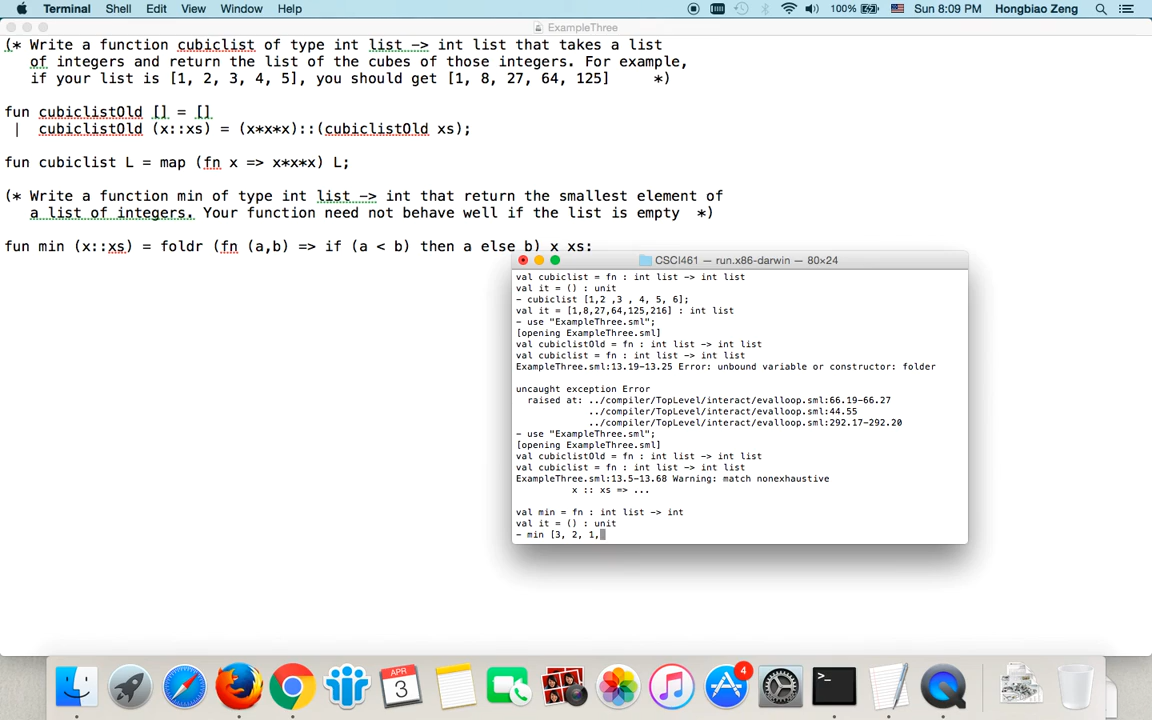 Terminal Shell Edit View Window Help 100% Sun 8:09 PM Hongbiao Zeng
ExampleThree
(* Write a function cubiclist of type int list -> int list that takes a list
of integers and return the list of the cubes of those integers. For example,
if your list is [1, 2, 3, 4, 5], you should get [1, 8, 27, 64, 125] *)
fun cubiclistOld [] = []
| cubiclistOld (x::xs) = (x*x*x)::(cubiclistOld xs);
fun cubiclist L = map (fn x => x*x*x) L;
(* Write a function min of type int list -> int that return the smallest element of
a list of integers. Your function need not behave well if the list is empty *)
fun min (x::xs) = foldr (fn (a,b) => if (a < b) then a else b) x xs;
CSCI461 — run.x86-darwin — 80×24
val cubiclist = fn : int list -> int list
val it = () : unit
- cubiclist [1,2 ,3 , 4, 5, 6];
val it = [1,8,27,64,125,216] : int list
- use "ExampleThree.sml";
[opening ExampleThree.sml]
val cubiclistOld = fn : int list -> int list
val cubiclist = fn : int list -> int list
ExampleThree.sml:13.19-13.25 Error: unbound variable or constructor: folder
uncaught exception Error
raised at: ../compiler/TopLevel/interact/evalloop.sml:66.19-66.27
../compiler/TopLevel/interact/evalloop.sml:44.55
../compiler/TopLevel/interact/evalloop.sml:292.17-292.20
- use "ExampleThree.sml";
[opening ExampleThree.sml]
val cubiclistOld = fn : int list -> int list
val cubiclist = fn : int list -> int list
ExampleThree.sml:13.5-13.68 Warning: match nonexhaustive
x :: xs => ...
val min = fn : int list -> int
val it = () : unit
- min [3, 2, 1,
APR
3
4
>_